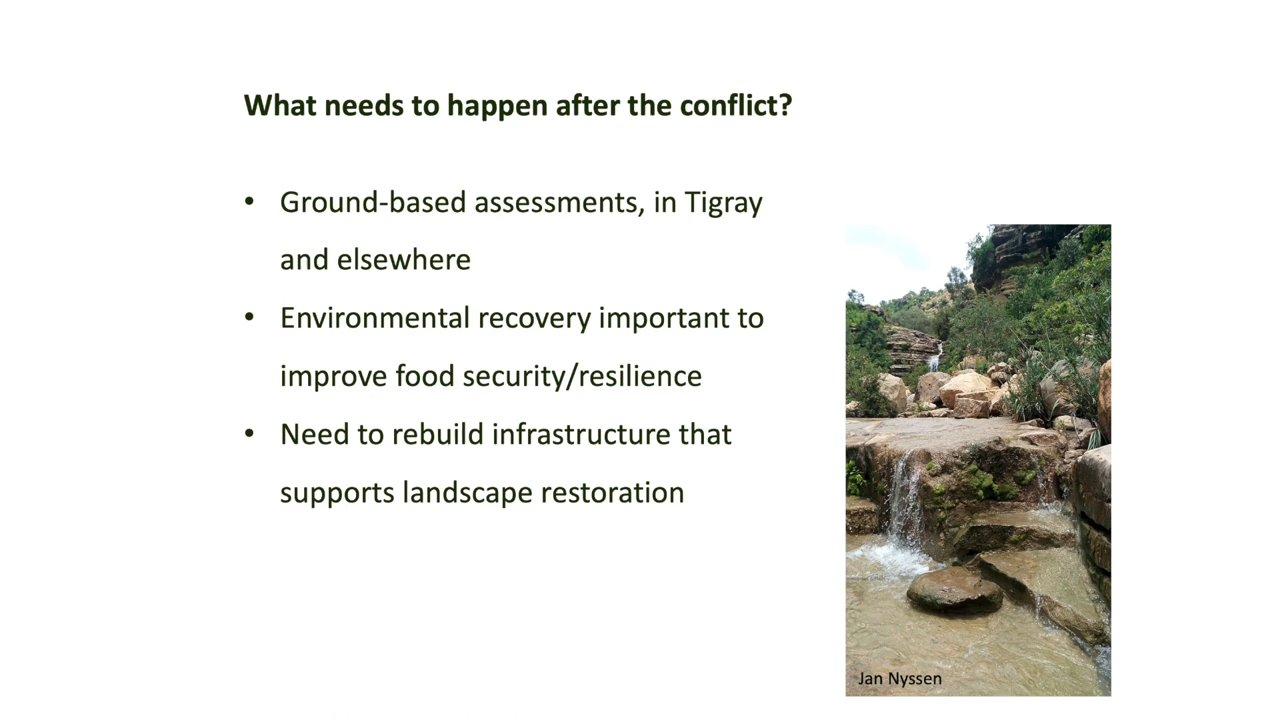 What needs to happen after the conflict?
• Ground-based assessments, in Tigray
and elsewhere
• Environmental recovery important to
improve food security/resilience
• Need to rebuild infrastructure that
supports landscape restoration
Jan Nyssen